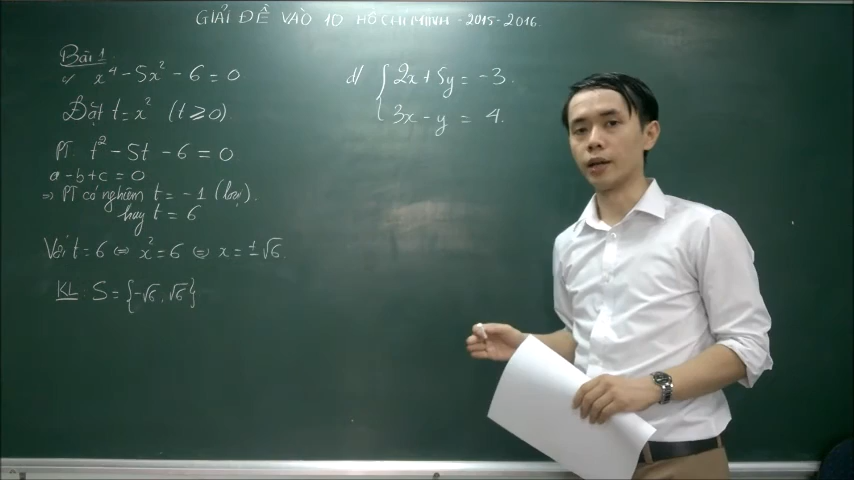 GIẢI ĐỀ VÀO 10 HỒ CHÍ MINH - 2015-2016.
Bài 1
c/ x⁴ - 5x² - 6 = 0
Đặt t = x² (t ≥ 0)
PT: t² - 5t - 6 = 0
a - b + c = 0
⇒ PT có nghiệm t = -1 (loại).
hay t = 6
Với t = 6 ⇔ x² = 6 ⇔ x = ±√6.
KL: S = {-√6, √6}
d/ { 2x + 5y = -3.
3x - y = 4.